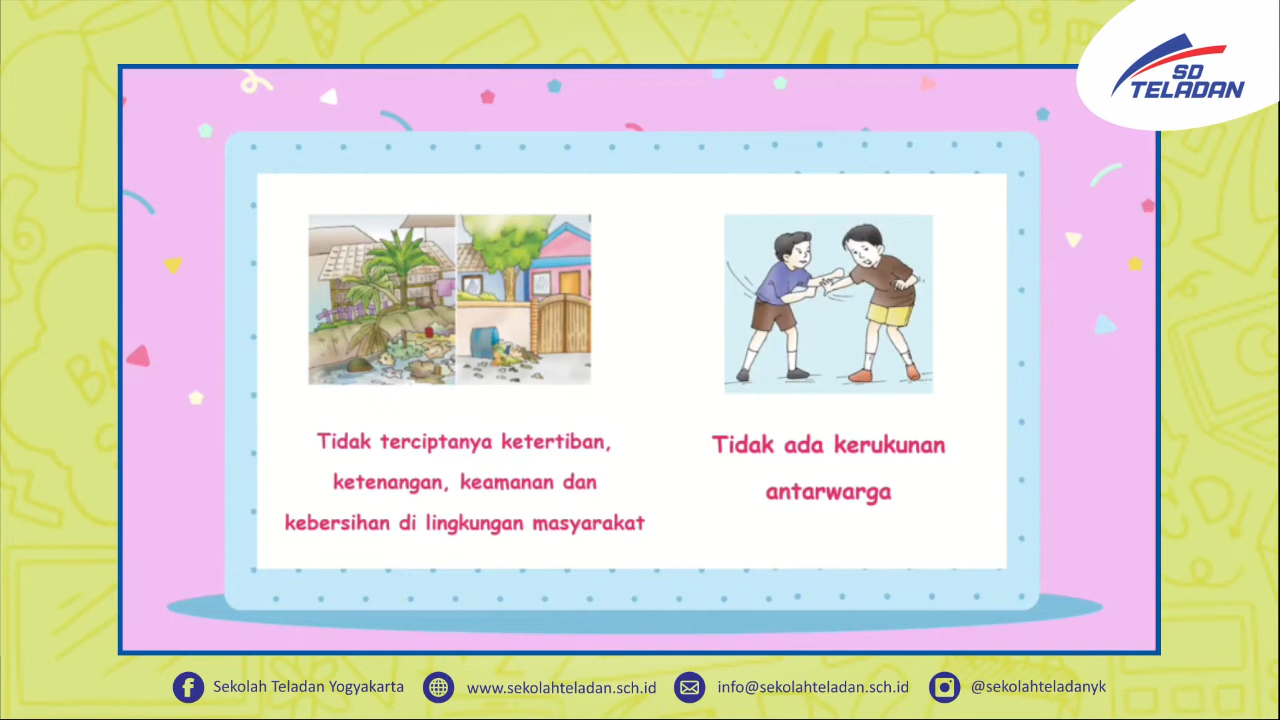 SD
TELADAN
Tidak terciptanya ketertiban,
ketenangan, keamanan dan
kebersihan di lingkungan masyarakat
Tidak ada kerukunan
antarwarga
Sekolah Teladan Yogyakarta
www.sekolahteladan.sch.id
info@sekolahteladan.sch.id
@sekolahteladanyk